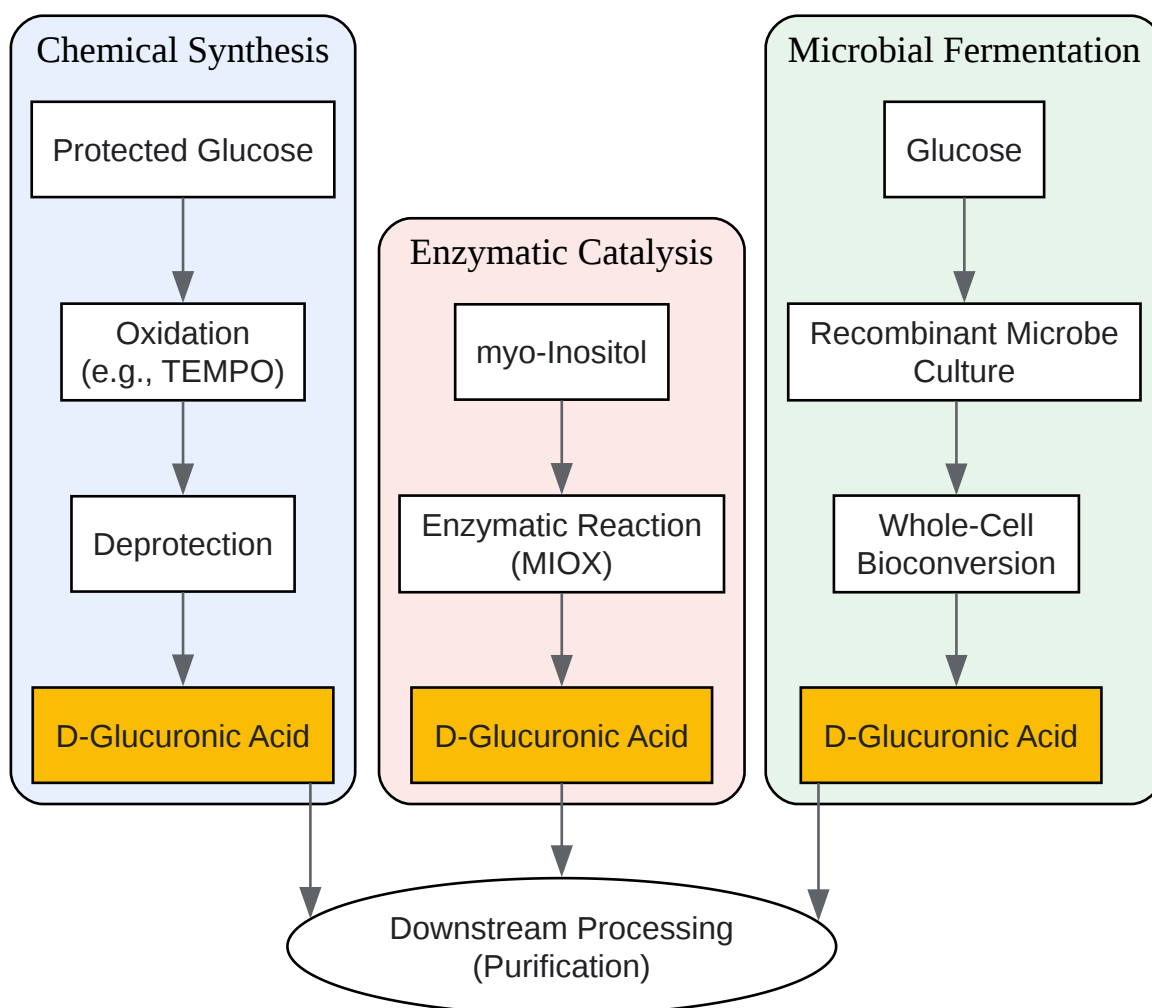 Chemical Synthesis
Protected Glucose
Oxidation
(e.g., TEMPO)
Deprotection
D-Glucuronic Acid
Enzymatic Catalysis
myo-Inositol
Enzymatic Reaction
(MIOX)
D-Glucuronic Acid
Microbial Fermentation
Glucose
Recombinant Microbe
Culture
Whole-Cell
Bioconversion
D-Glucuronic Acid
Downstream Processing
(Purification)